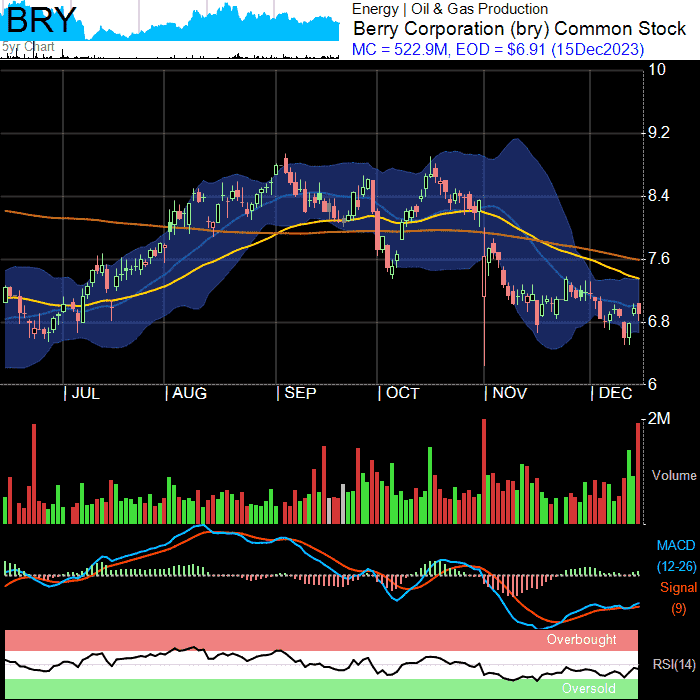 BRY
5yr Chart
Energy | Oil & Gas Production
Berry Corporation (bry) Common Stock
MC = 522.9M, EOD = $6.91 (15Dec2023)
10
9.2
8.4
7.6
6.8
6
| JUL | AUG | SEP | OCT | NOV | DEC
2M
Volume
MACD
(12-26)
Signal
(9)
Overbought
RSI(14)
Oversold